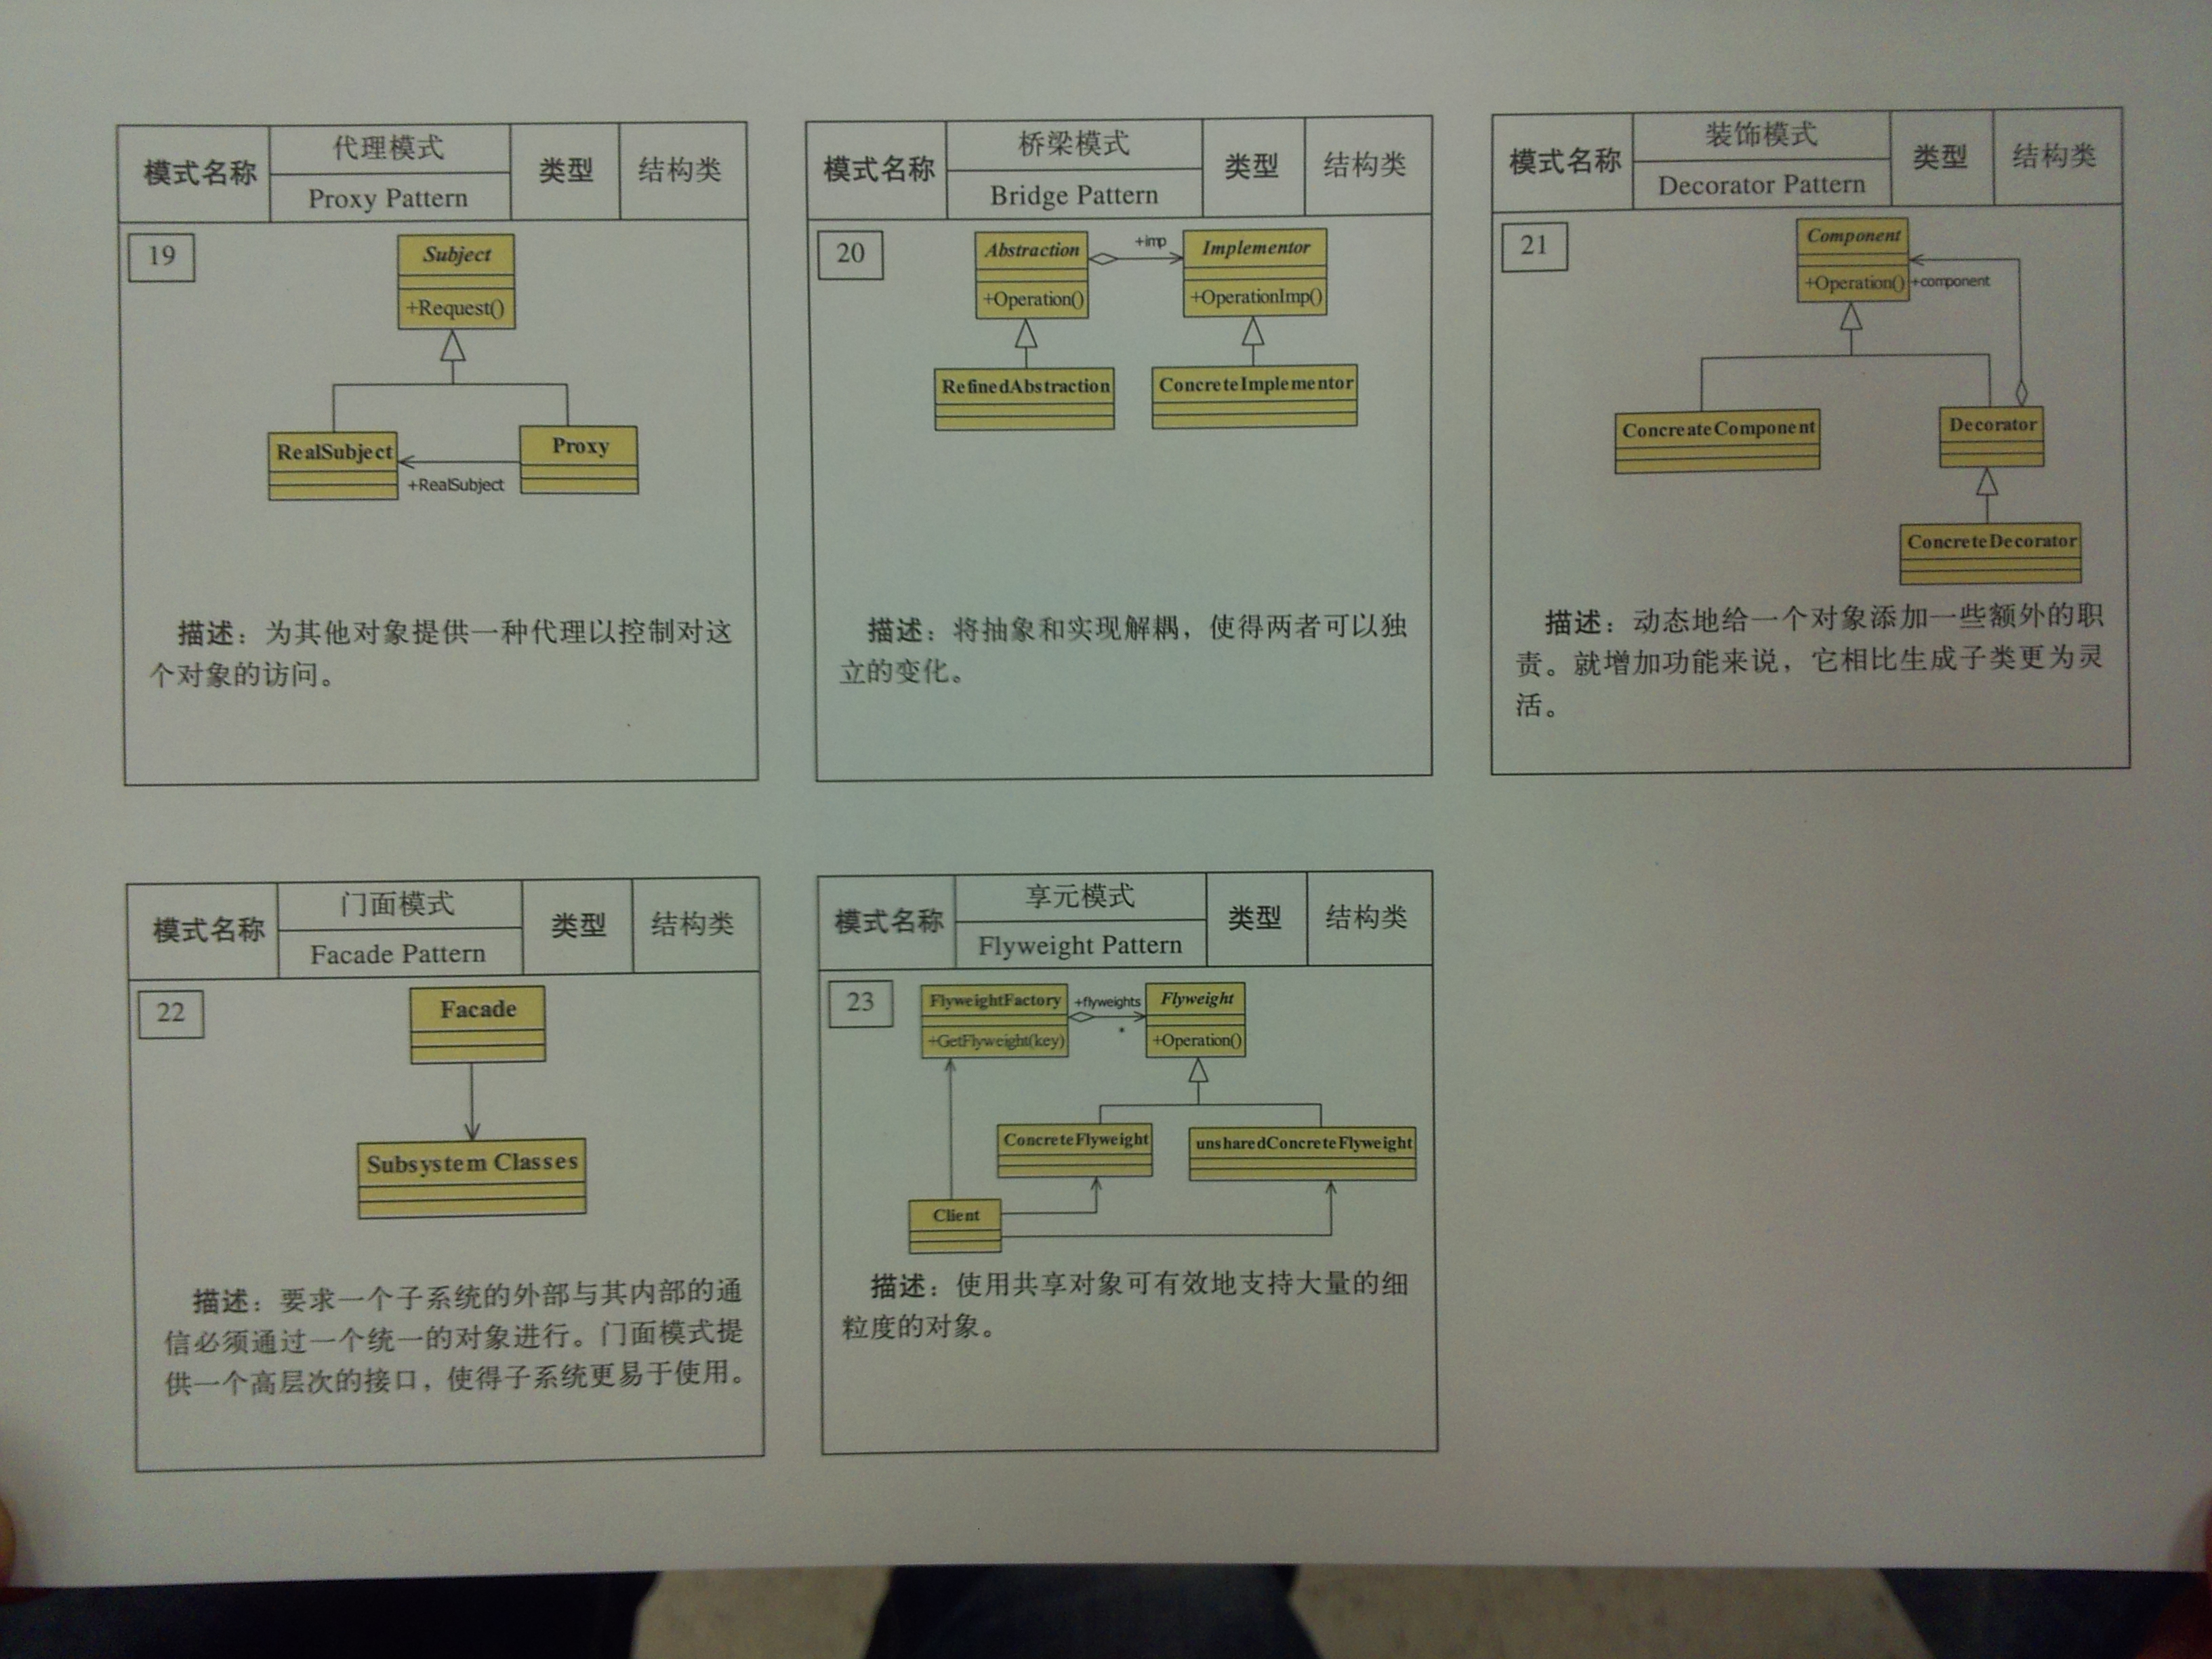 模式名称
代理模式
Proxy Pattern
类型
结构类
19
Subject
+Request()
RealSubject
Proxy
+RealSubject
描述：为其他对象提供一种代理以控制对这
个对象的访问。
模式名称
桥梁模式
Bridge Pattern
类型
结构类
20
Abstraction
+imp
Implementor
+Operation()
+OperationImp()
RefinedAbstraction
ConcreteImplementor
描述：将抽象和实现解耦，使得两者可以独
立的变化。
模式名称
装饰模式
Decorator Pattern
类型
结构类
21
Component
+Operation()
+component
ConcreateComponent
Decorator
ConcreteDecorator
描述：动态地给一个对象添加一些额外的职
责。就增加功能来说，它相比生成子类更为灵
活。
模式名称
门面模式
Facade Pattern
类型
结构类
22
Facade
Subsystem Classes
描述：要求一个子系统的外部与其内部的通
信必须通过一个统一的对象进行。门面模式提
供一个高层次的接口，使得子系统更易于使用。
模式名称
享元模式
Flyweight Pattern
类型
结构类
23
FlyweightFactory
+flyweights
*
Flyweight
+GetFlyweight(key)
+Operation()
ConcreteFlyweight
unsharedConcreteFlyweight
Client
描述：使用共享对象可有效地支持大量的细
粒度的对象。